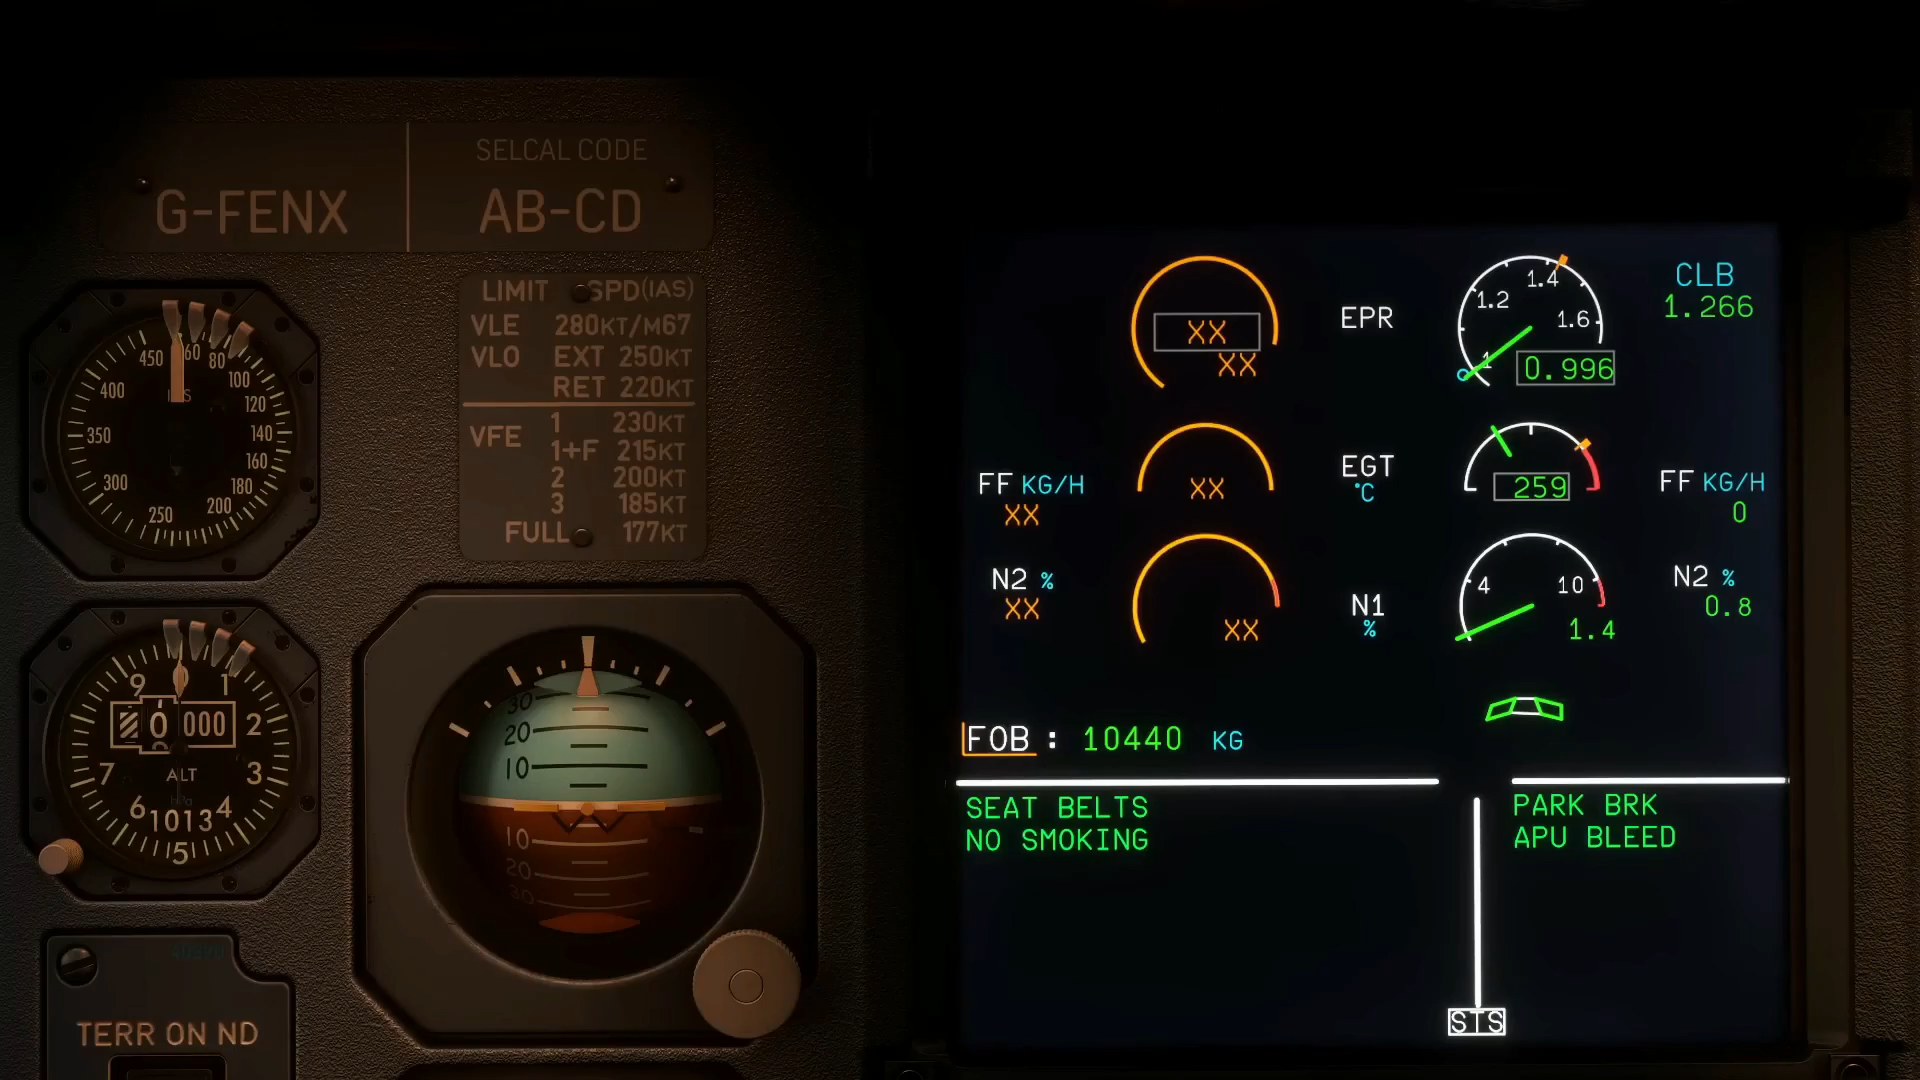 SELCAL CODE
G-FENX
AB-CD
LIMIT SPD(IAS)
VLE 280KT/M67
VLO EXT 250KT
RET 220KT
VFE 1 230KT
1+F 215KT
2 200KT
3 185KT
FULL 177KT
450 60 80 100 120 140 160 180 200 250 300 350 400
9 0 1 2 3 4 5 6 7
0 000
ALT
1013
30
20
10
10
20
30
TERR ON ND
XX
XX
EPR
1 1.2 1.4 1.6
0.996
CLB
1.266
FF KG/H
XX
XX
EGT
°C
259
FF KG/H
0
N2 %
XX
XX
N1
%
4 10
1.4
N2 %
0.8
FOB : 10440 KG
SEAT BELTS
NO SMOKING
PARK BRK
APU BLEED
STS